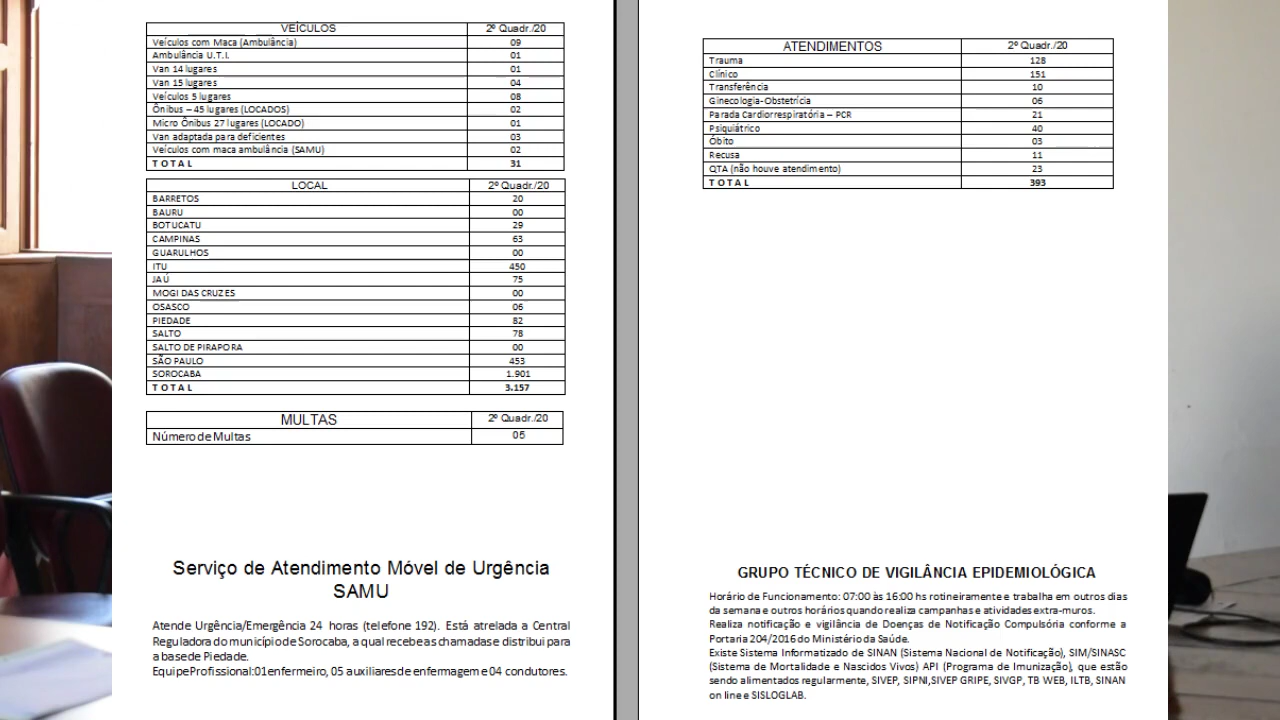 VEÍCULOS 2º Quadr./20
Veículos com Maca (Ambulância) 09
Ambulância U.T.I. 01
Van 14 lugares 01
Van 15 lugares 04
Veículos 5 lugares 08
Ônibus – 45 lugares (LOCADOS) 02
Micro Ônibus 27 lugares (LOCADO) 01
Van adaptada para deficientes 03
Veículos com maca ambulância (SAMU) 02
T O T A L 31
LOCAL 2º Quadr./20
BARRETOS 20
BAURU 00
BOTUCATU 29
CAMPINAS 63
GUARULHOS 00
ITU 450
JAÚ 75
MOGI DAS CRUZES 00
OSASCO 06
PIEDADE 82
SALTO 78
SALTO DE PIRAPORA 00
SÃO PAULO 453
SOROCABA 1.901
T O T A L 3.157
MULTAS 2º Quadr./20
Número de Multas 05
Serviço de Atendimento Móvel de Urgência
SAMU
Atende Urgência/Emergência 24 horas (telefone 192). Está atrelada a Central
Reguladora do município de Sorocaba, a qual recebe as chamadas e distribui para
a base de Piedade.
Equipe Profissional:01 enfermeiro, 05 auxiliares de enfermagem e 04 condutores.
ATENDIMENTOS 2º Quadr./20
Trauma 128
Clínico 151
Transferência 10
Ginecologia-Obstetrícia 06
Parada Cardiorrespiratória – PCR 21
Psiquiátrico 40
Óbito 03
Recusa 11
QTA (não houve atendimento) 23
T O T A L 393
GRUPO TÉCNICO DE VIGILÂNCIA EPIDEMIOLÓGICA
Horário de Funcionamento: 07:00 às 16:00 hs rotineiramente e trabalha em outros dias
da semana e outros horários quando realiza campanhas e atividades extra-muros.
Realiza notificação e vigilância de Doenças de Notificação Compulsória conforme a
Portaria 204/2016 do Ministério da Saúde.
Existe Sistema Informatizado de SINAN (Sistema Nacional de Notificação), SIM/SINASC
(Sistema de Mortalidade e Nascidos Vivos) API (Programa de Imunização), que estão
sendo alimentados regularmente, SIVEP, SIPNI,SIVEP GRIPE, SIVGP, TB WEB, ILTB, SINAN
on line e SISLOGLAB.